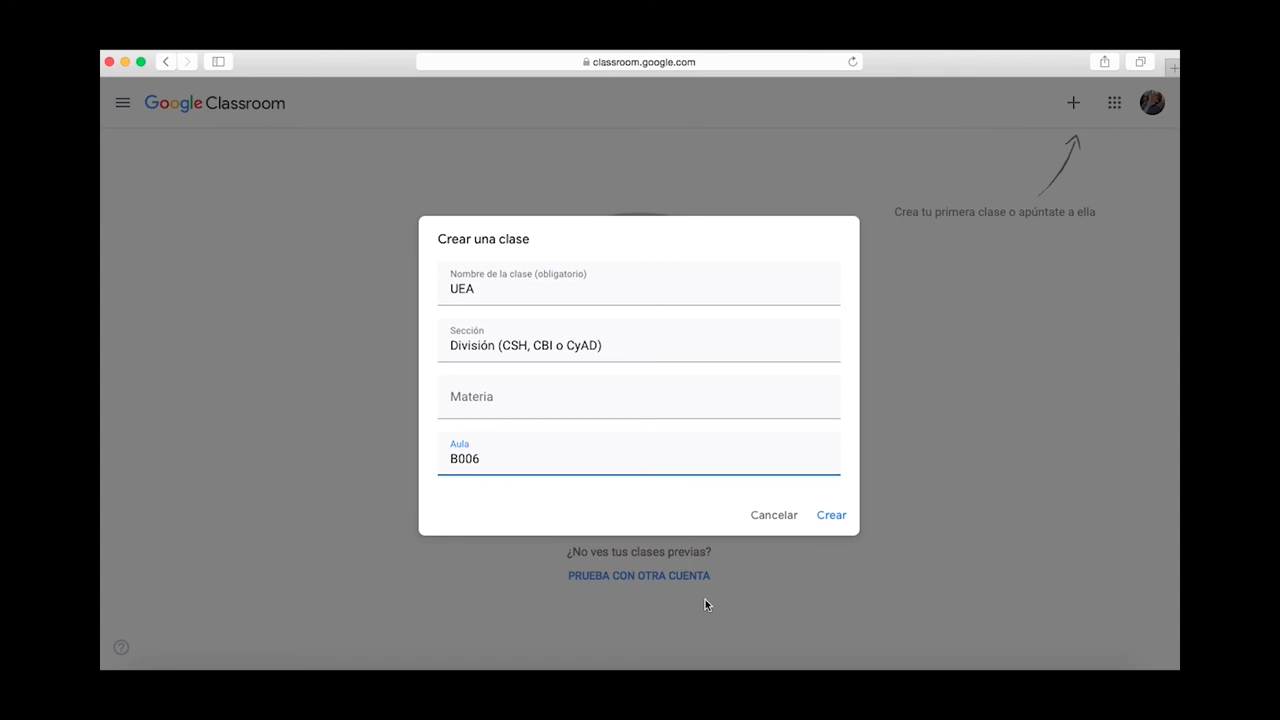 classroom.google.com
Google Classroom
Crea tu primera clase o apúntate a ella
Crear una clase
Nombre de la clase (obligatorio)
UEA
Sección
División (CSH, CBI o CyAD)
Materia
Aula
B006
Cancelar Crear
¿No ves tus clases previas?
PRUEBA CON OTRA CUENTA